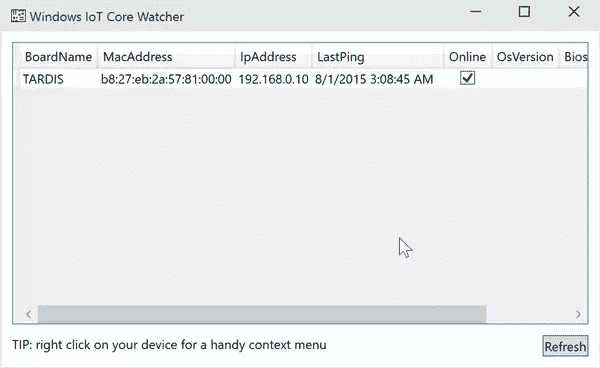 Windows IoT Core Watcher
BoardName MacAddress IpAddress LastPing Online OsVersion Bios
TARDIS b8:27:eb:2a:57:81:00:00 192.168.0.10 8/1/2015 3:08:45 AM
TIP: right click on your device for a handy context menu Refresh